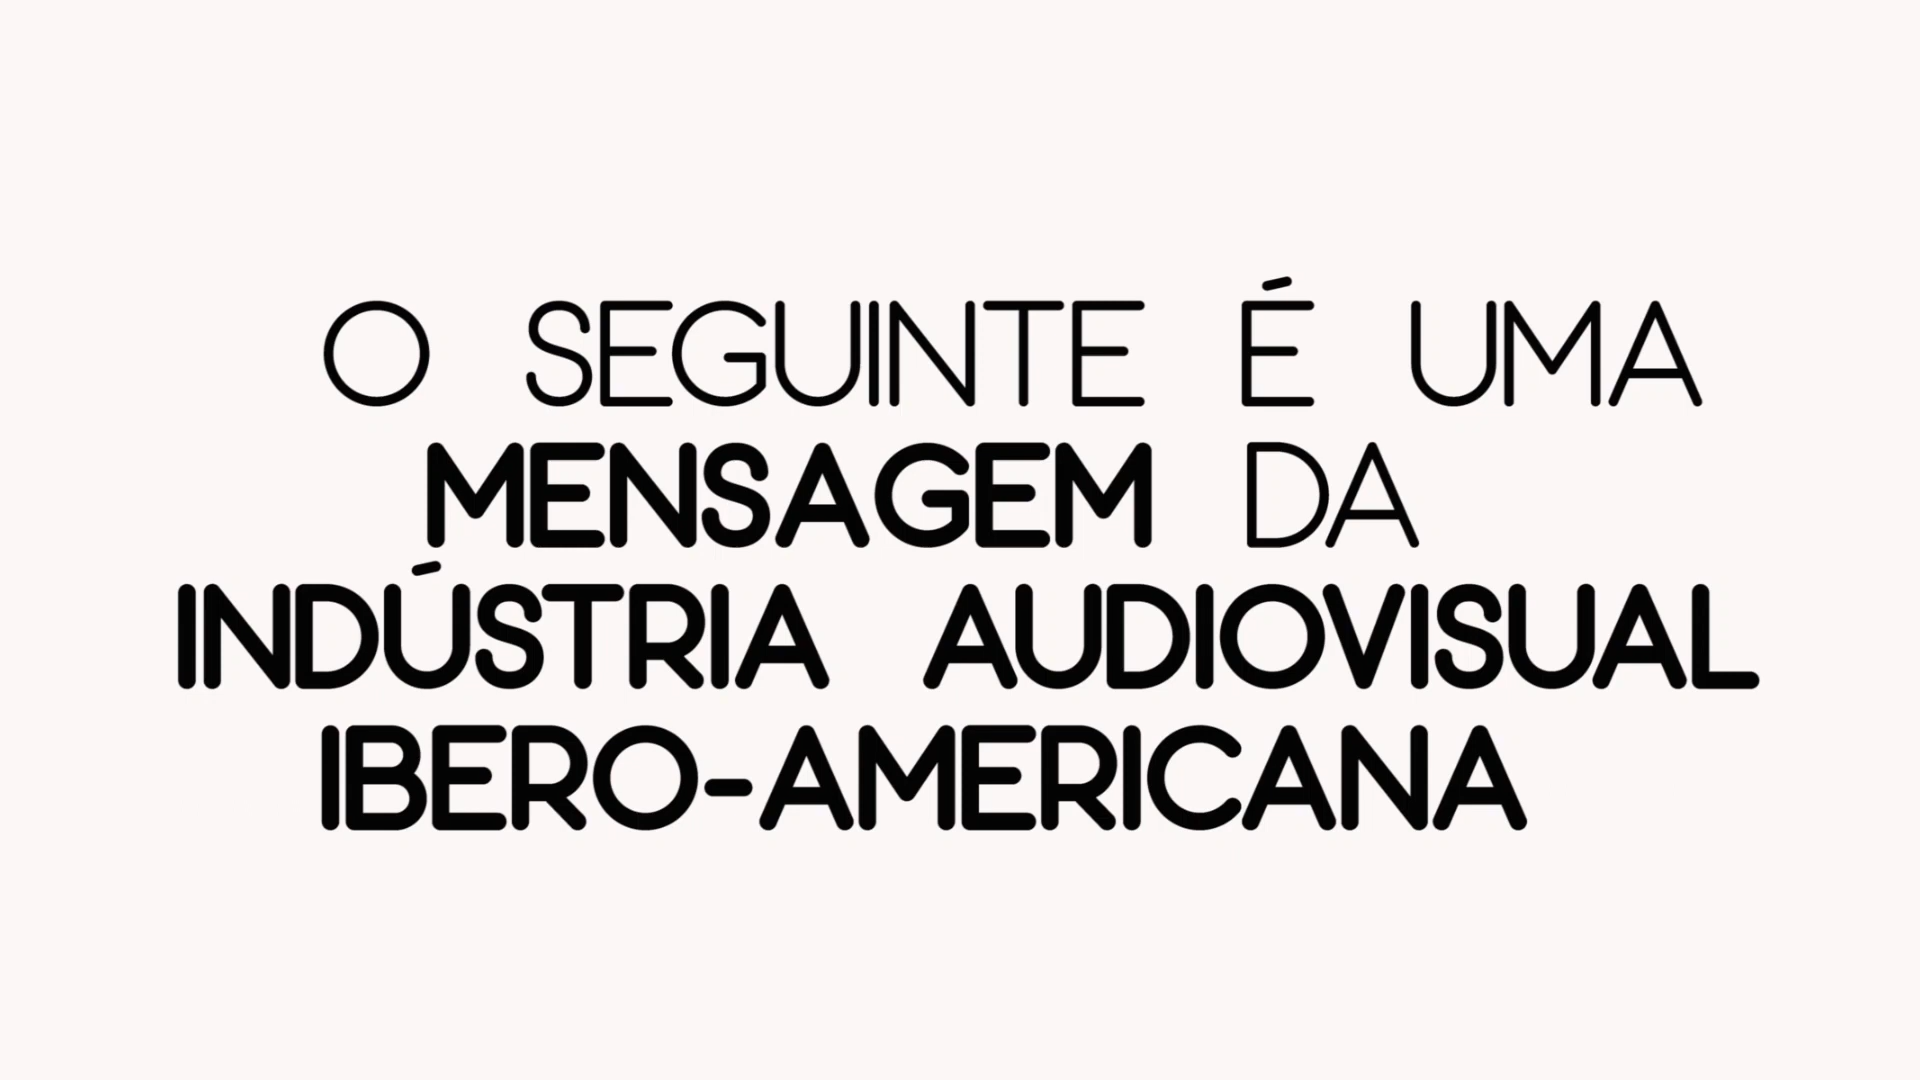 O SEGUINTE É UMA
MENSAGEM DA
INDÚSTRIA AUDIOVISUAL
IBERO-AMERICANA